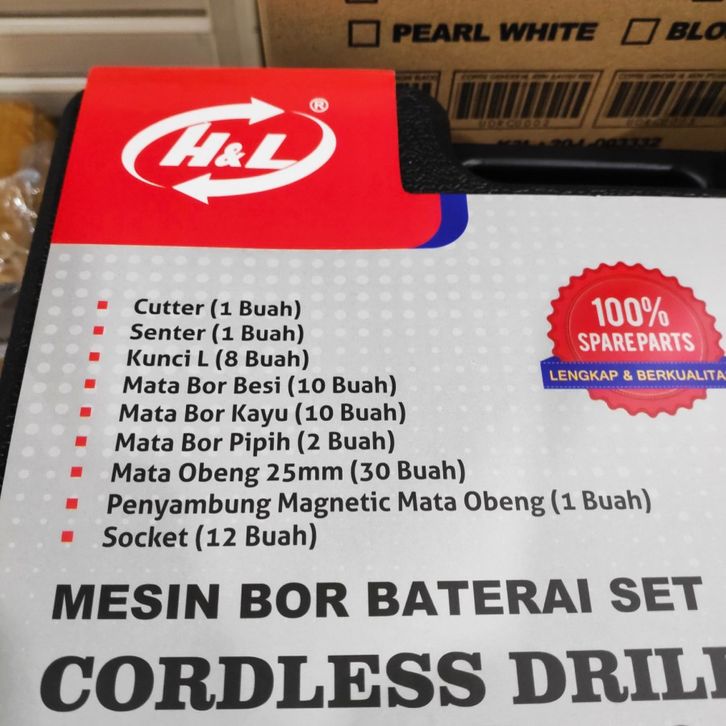 PEARL WHITE
H&L ®
Cutter (1 Buah)
Senter (1 Buah)
Kunci L (8 Buah)
Mata Bor Besi (10 Buah)
Mata Bor Kayu (10 Buah)
Mata Bor Pipih (2 Buah)
Mata Obeng 25mm (30 Buah)
Penyambung Magnetic Mata Obeng (1 Buah)
Socket (12 Buah)
100%
SPAREPARTS
LENGKAP & BERKUALITA
MESIN BOR BATERAI SET
CORDLESS DRIL